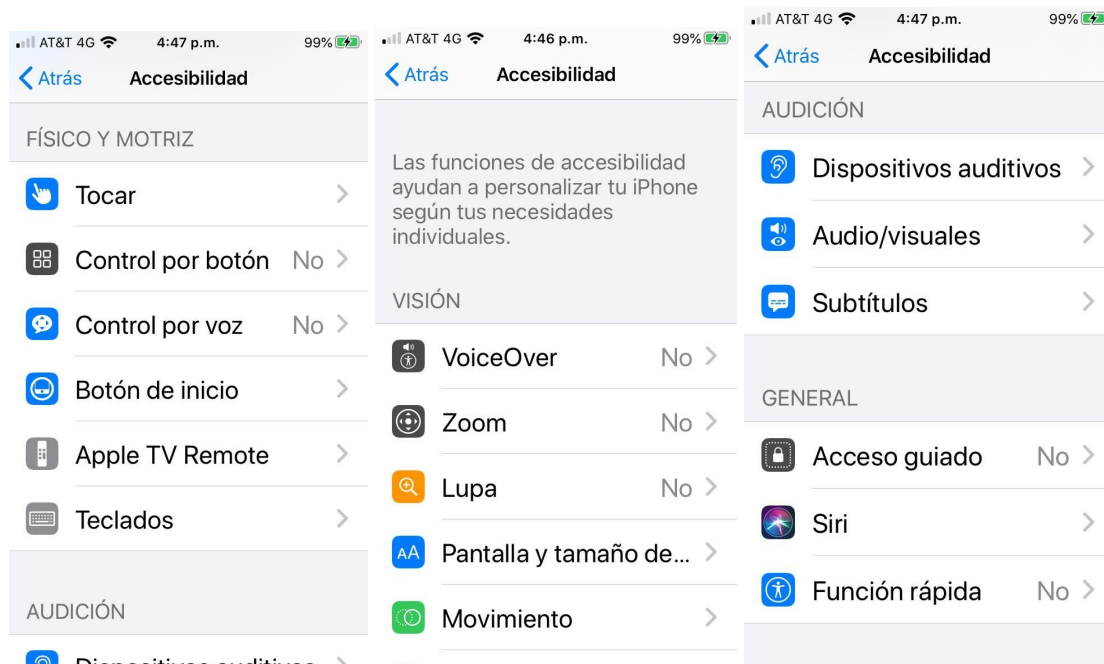 AT&T 4G 4:47 p.m. 99%
Atrás Accesibilidad
FÍSICO Y MOTRIZ
Tocar
Control por botón No
Control por voz No
Botón de inicio
Apple TV Remote
Teclados
AUDICIÓN
Dispositivos auditivos
AT&T 4G 4:46 p.m. 99%
Atrás Accesibilidad
Las funciones de accesibilidad
ayudan a personalizar tu iPhone
según tus necesidades
individuales.
VISIÓN
VoiceOver No
Zoom No
Lupa No
AA Pantalla y tamaño de...
Movimiento
AT&T 4G 4:47 p.m. 99%
Atrás Accesibilidad
AUDICIÓN
Dispositivos auditivos
Audio/visuales
Subtítulos
GENERAL
Acceso guiado No
Siri
Función rápida No